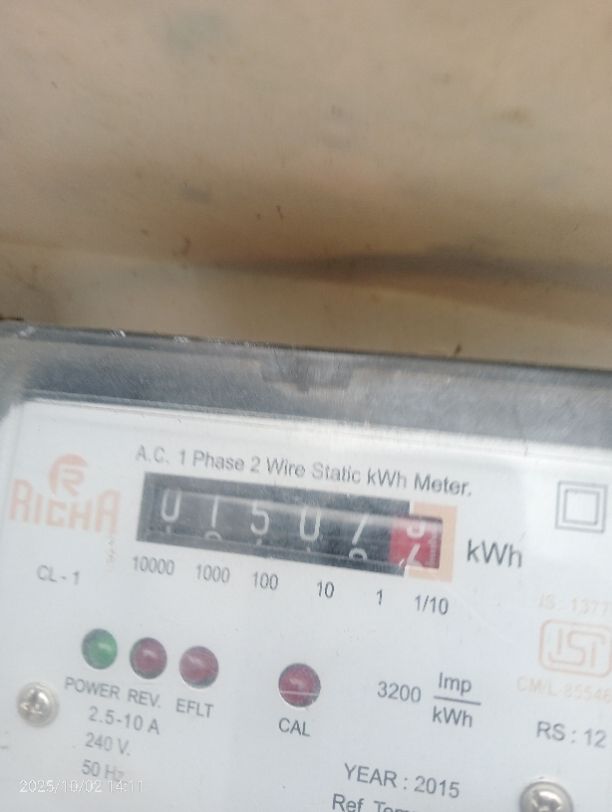 A.C. 1 Phase 2 Wire Static kWh Meter.
RICHA
01507
kWh
10000 1000 100 10 1 1/10
CL - 1
POWER REV. EFLT
CAL
3200 Imp
kWh
2.5-10 A
240 V.
50 Hz
RS : 12
YEAR : 2015
2025/10/02 14:11